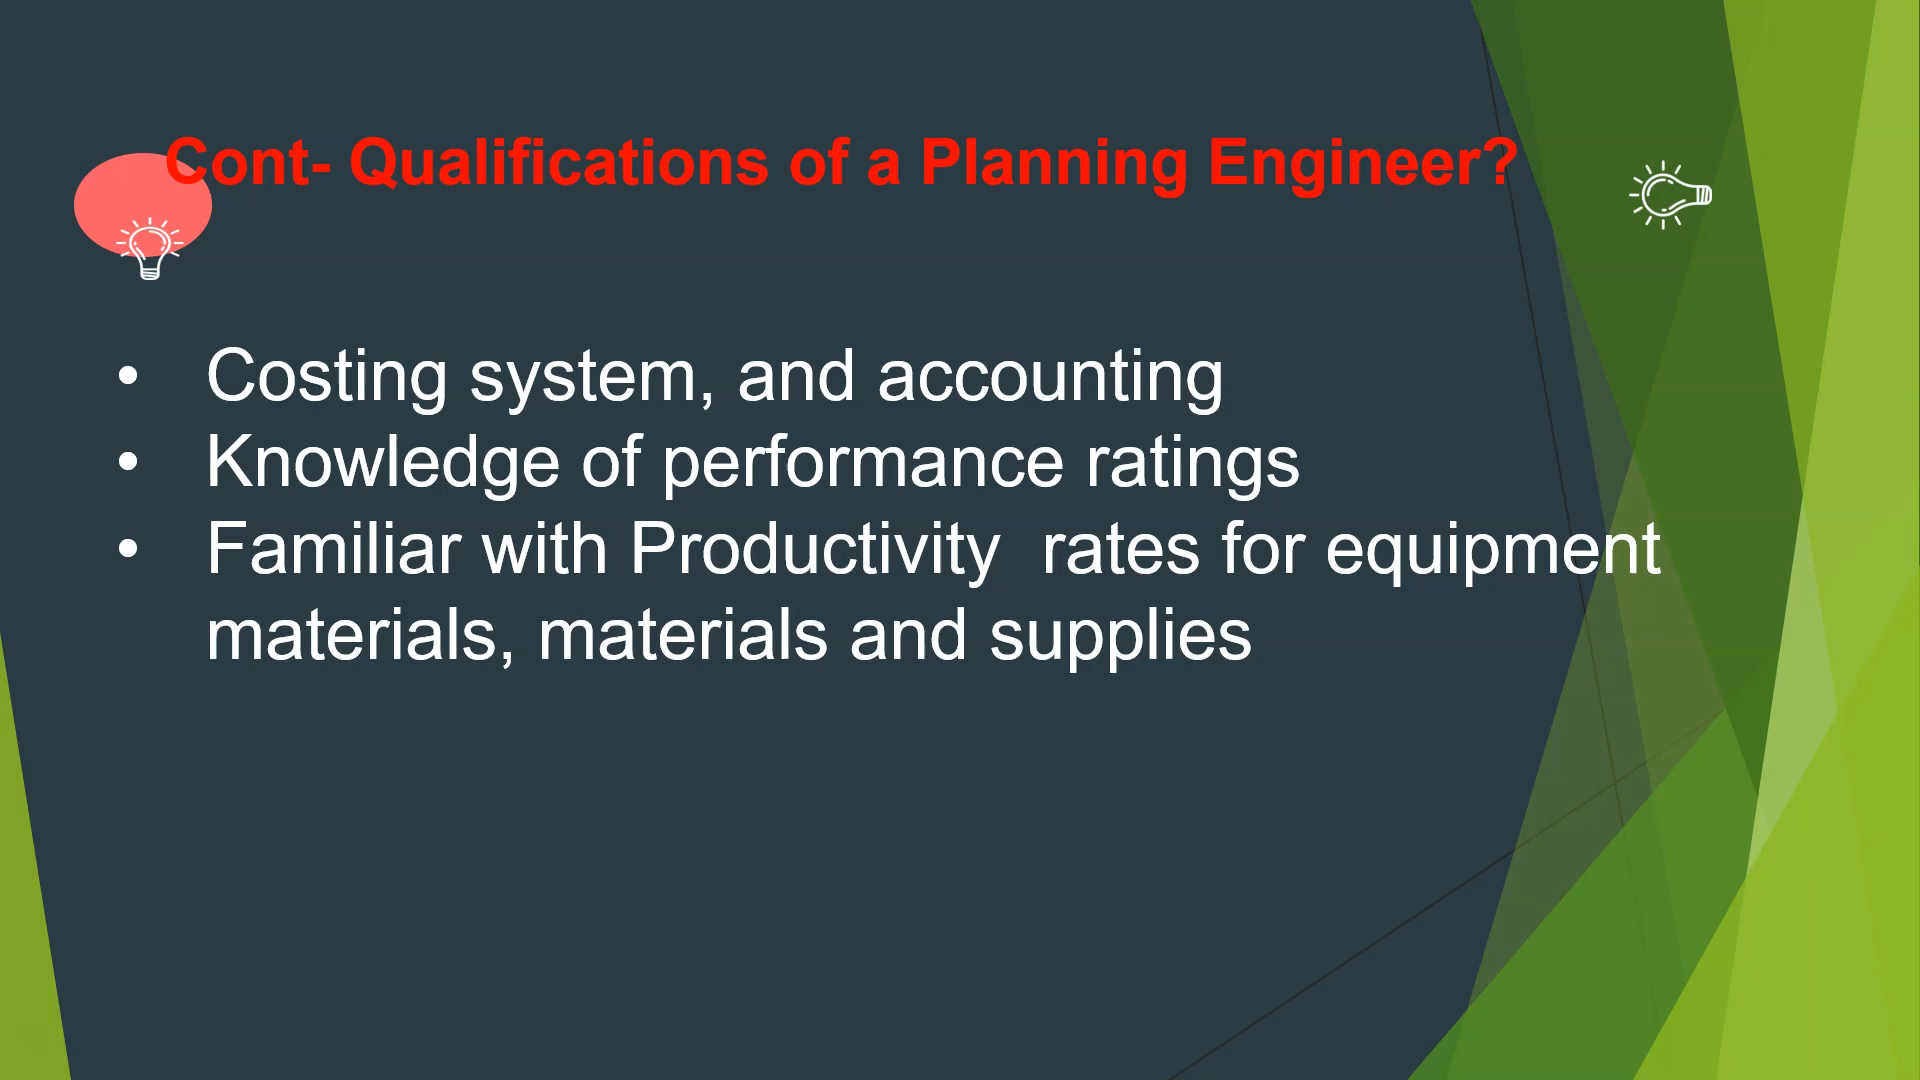 Cont- Qualifications of a Planning Engineer?
• Costing system, and accounting
• Knowledge of performance ratings
• Familiar with Productivity  rates for equipment
materials, materials and supplies